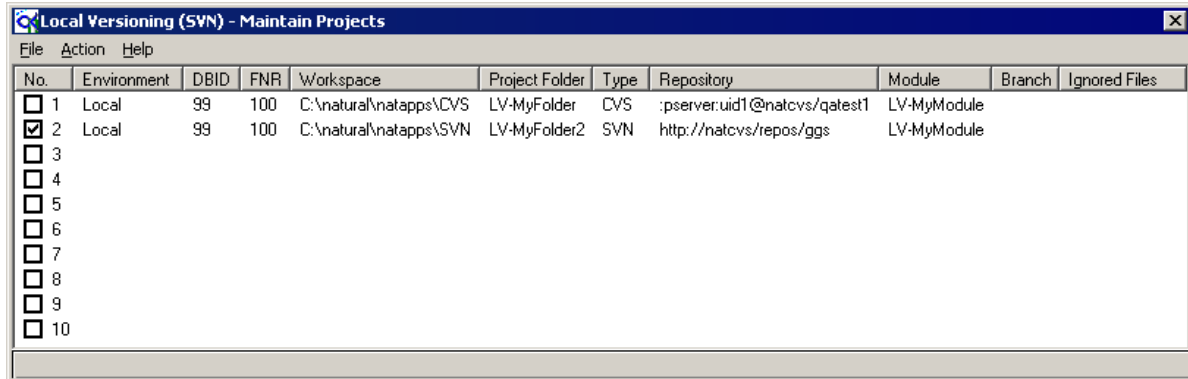 Local Versioning (SVN) - Maintain Projects
File Action Help
No. Environment DBID FNR Workspace Project Folder Type Repository Module Branch Ignored Files
1 Local 99 100 C:\natural\natapps\CVS LV-MyFolder CVS :pserver:uid1@natcvs/qatest1 LV-MyModule
2 Local 99 100 C:\natural\natapps\SVN LV-MyFolder2 SVN http://natcvs/repos/ggs LV-MyModule
3
4
5
6
7
8
9
10